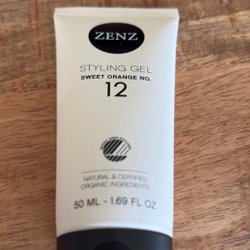 ZENZ
STYLING GEL
SWEET ORANGE NO.
12
NATURAL & CERTIFIED
ORGANIC INGREDIENTS
50 ML - 1.69 FL OZ